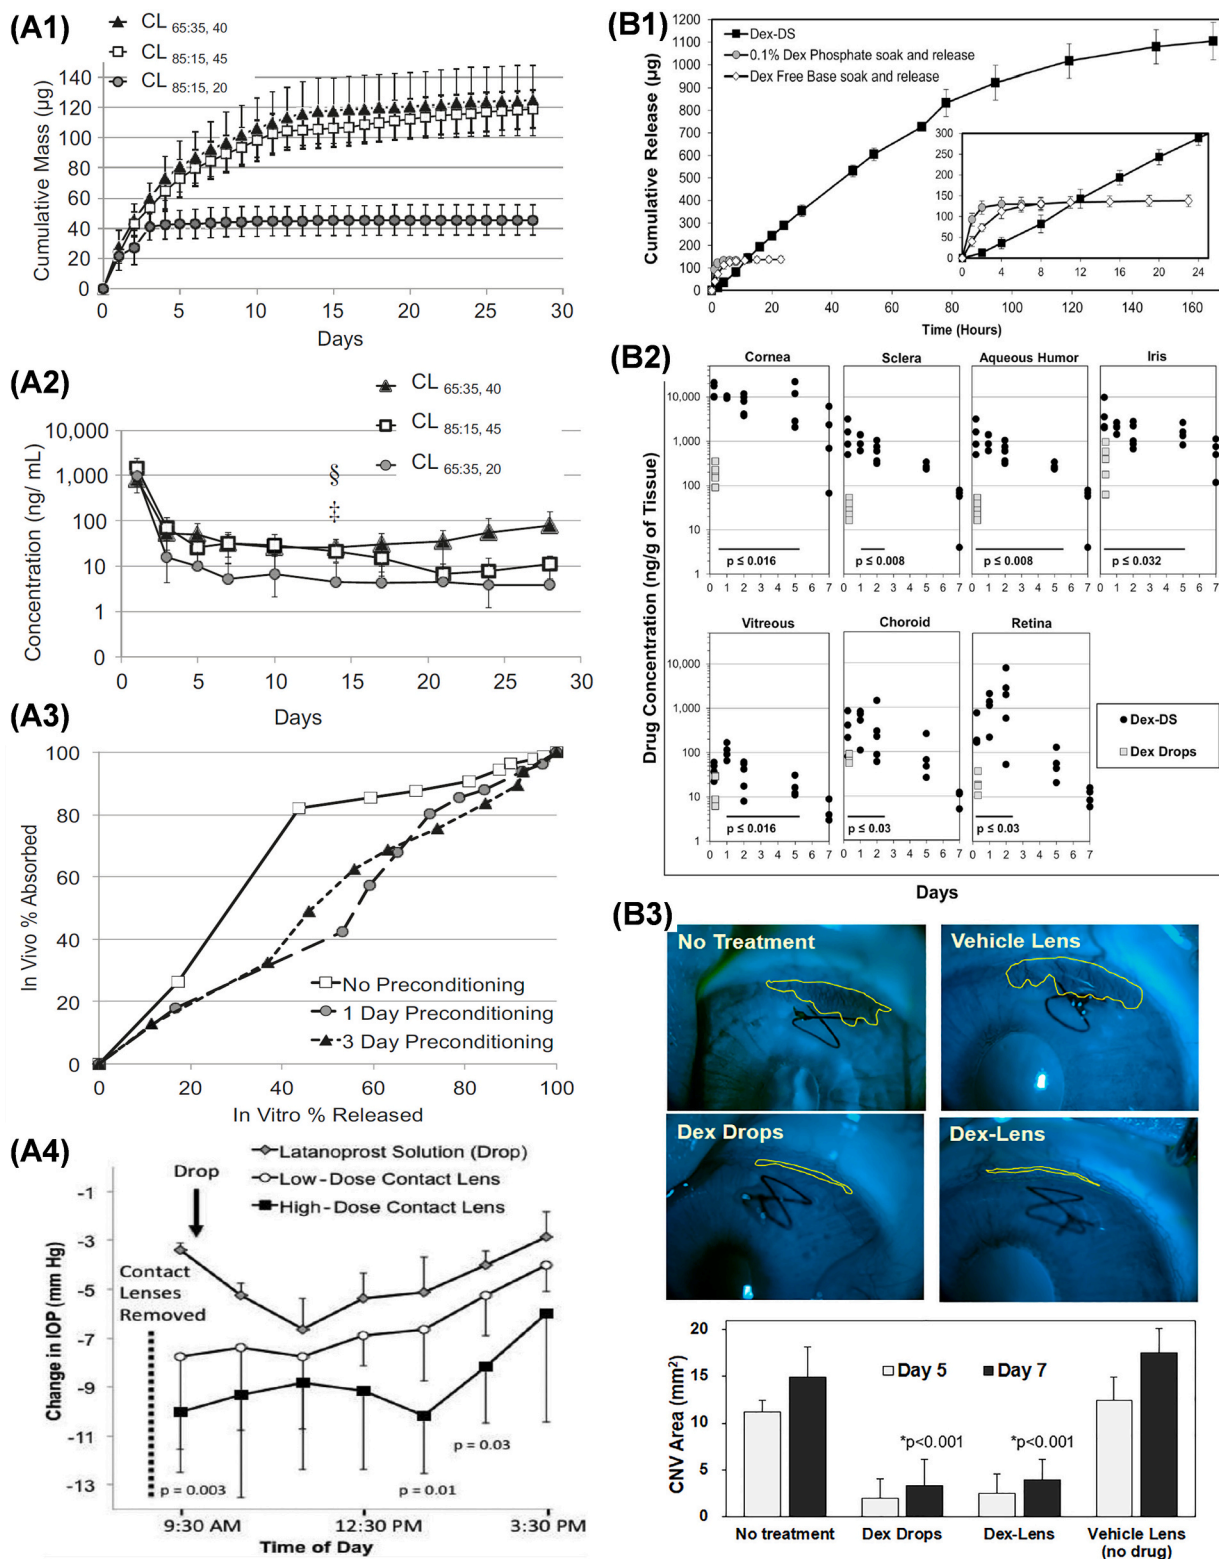 (A1)
CL 65:35, 40
CL 85:15, 45
CL 85:15, 20
Cumulative Mass (µg)
140
120
100
80
60
40
20
0
0 5 10 15 20 25 30
Days
(A2)
CL 65:35, 40
CL 85:15, 45
CL 65:35, 20
Concentration (ng/ mL)
10,000
1,000
100
10
1
0
§
‡
0 5 10 15 20 25 30
Days
(A3)
In Vivo % Absorbed
100
80
60
40
20
0
No Preconditioning
1 Day Preconditioning
3 Day Preconditioning
0 20 40 60 80 100
In Vitro % Released
(A4)
Latanoprost Solution (Drop)
Low-Dose Contact Lens
High-Dose Contact Lens
Drop
Contact
Lenses
Removed
Change in IOP (mm Hg)
-1
-3
-5
-7
-9
-11
-13
p = 0.003
p = 0.01
p = 0.03
9:30 AM 12:30 PM 3:30 PM
Time of Day
(B1)
Dex-DS
0.1% Dex Phosphate soak and release
Dex Free Base soak and release
Cumulative Release (µg)
1200
1100
1000
900
800
700
600
500
400
300
200
100
0
0 20 40 60 80 100 120 140 160
Time (Hours)
300
250
200
150
100
50
0
0 4 8 12 16 20 24
(B2)
Drug Concentration (ng/g of Tissue)
Cornea Sclera Aqueous Humor Iris
10,000
1,000
100
10
1
p ≤ 0.016 p ≤ 0.008 p ≤ 0.008 p ≤ 0.032
0 1 2 3 4 5 6 7 0 1 2 3 4 5 6 7 0 1 2 3 4 5 6 7 0 1 2 3 4 5 6 7
Vitreous Choroid Retina
10,000
1,000
100
10
1
p ≤ 0.016 p ≤ 0.03 p ≤ 0.03
0 1 2 3 4 5 6 7 0 1 2 3 4 5 6 7 0 1 2 3 4 5 6 7
Dex-DS
Dex Drops
Days
(B3)
No Treatment Vehicle Lens
Dex Drops Dex-Lens
CNV Area (mm²)
20
15
10
5
0
Day 5 Day 7
*p<0.001 *p<0.001
No treatment Dex Drops Dex-Lens Vehicle Lens
(no drug)